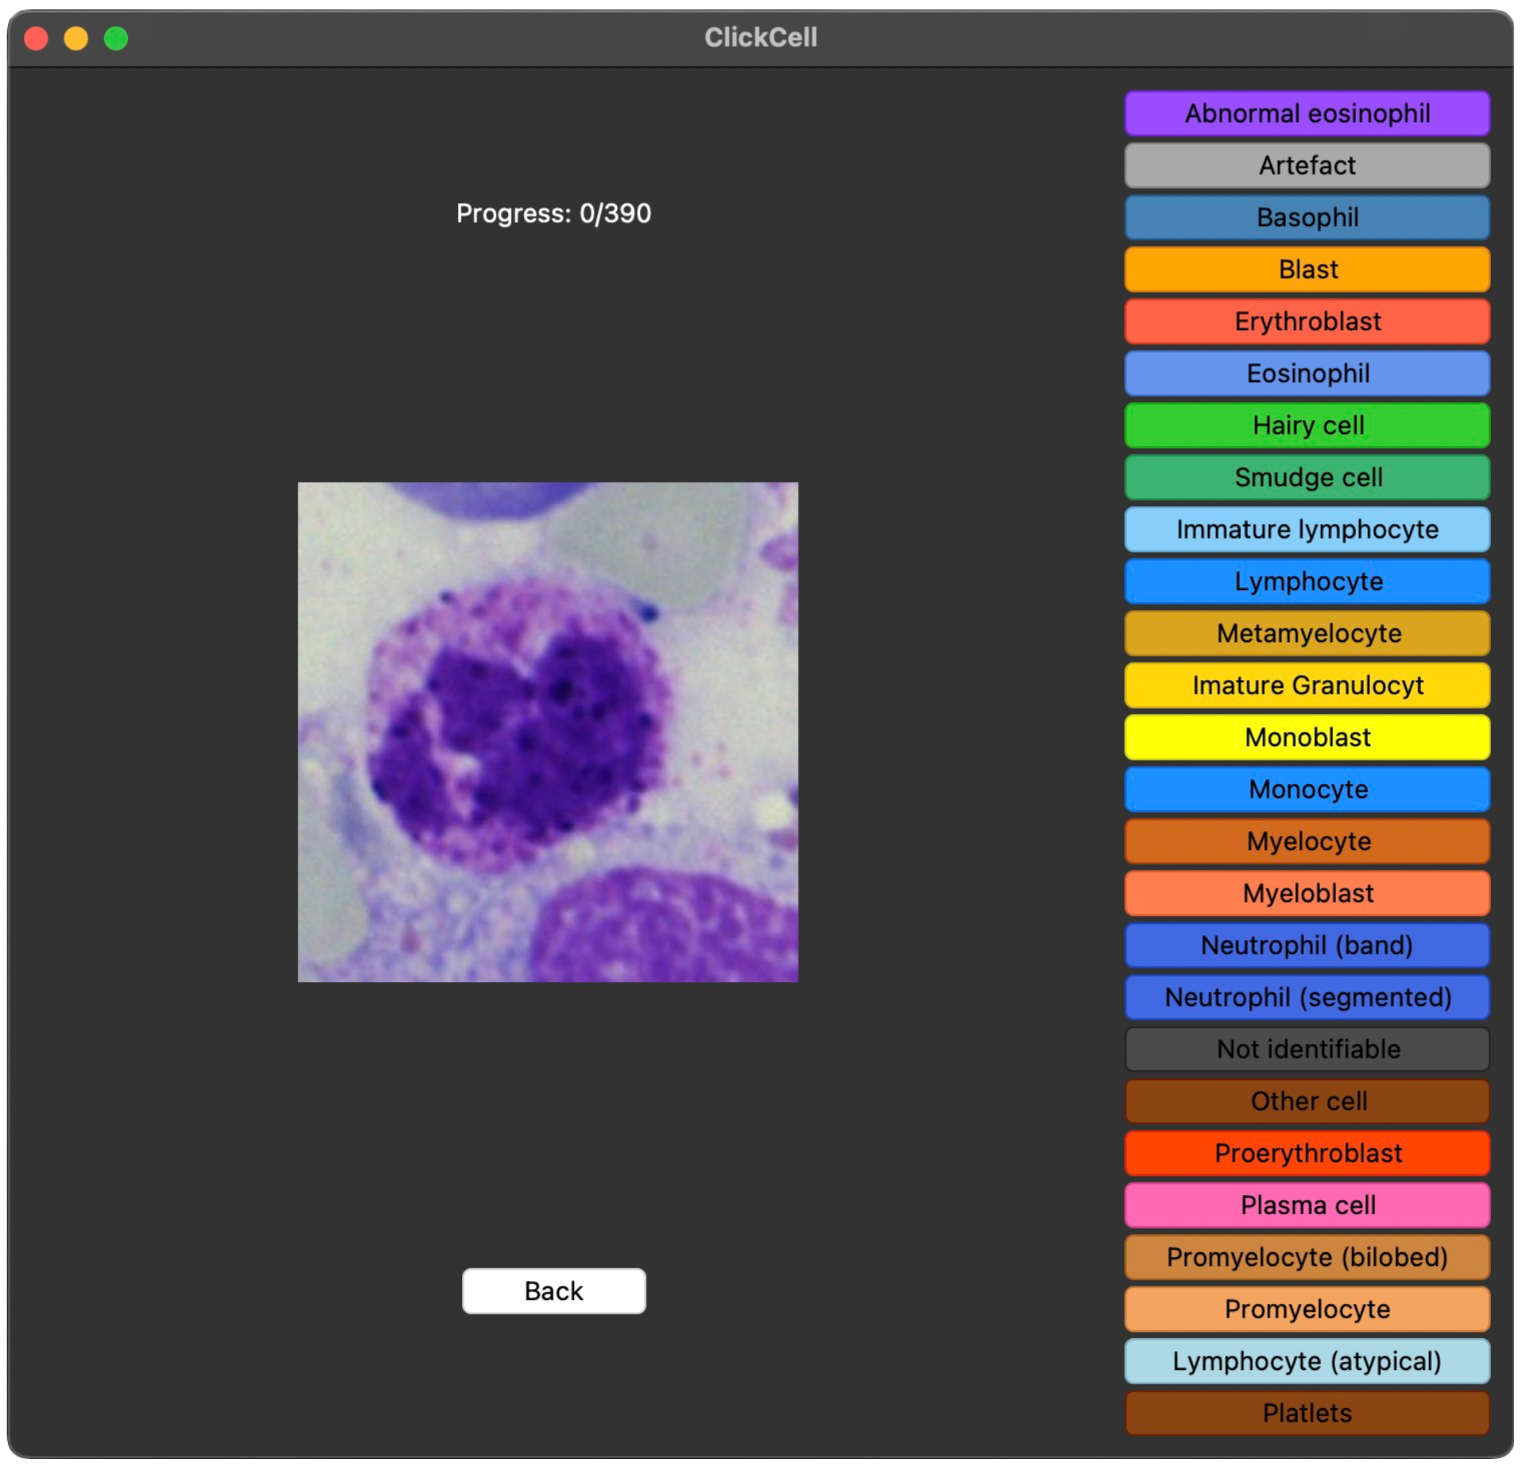 ClickCell
Progress: 0/390
Back
Abnormal eosinophil
Artefact
Basophil
Blast
Erythroblast
Eosinophil
Hairy cell
Smudge cell
Immature lymphocyte
Lymphocyte
Metamyelocyte
Imature Granulocyt
Monoblast
Monocyte
Myelocyte
Myeloblast
Neutrophil (band)
Neutrophil (segmented)
Not identifiable
Other cell
Proerythroblast
Plasma cell
Promyelocyte (bilobed)
Promyelocyte
Lymphocyte (atypical)
Platlets